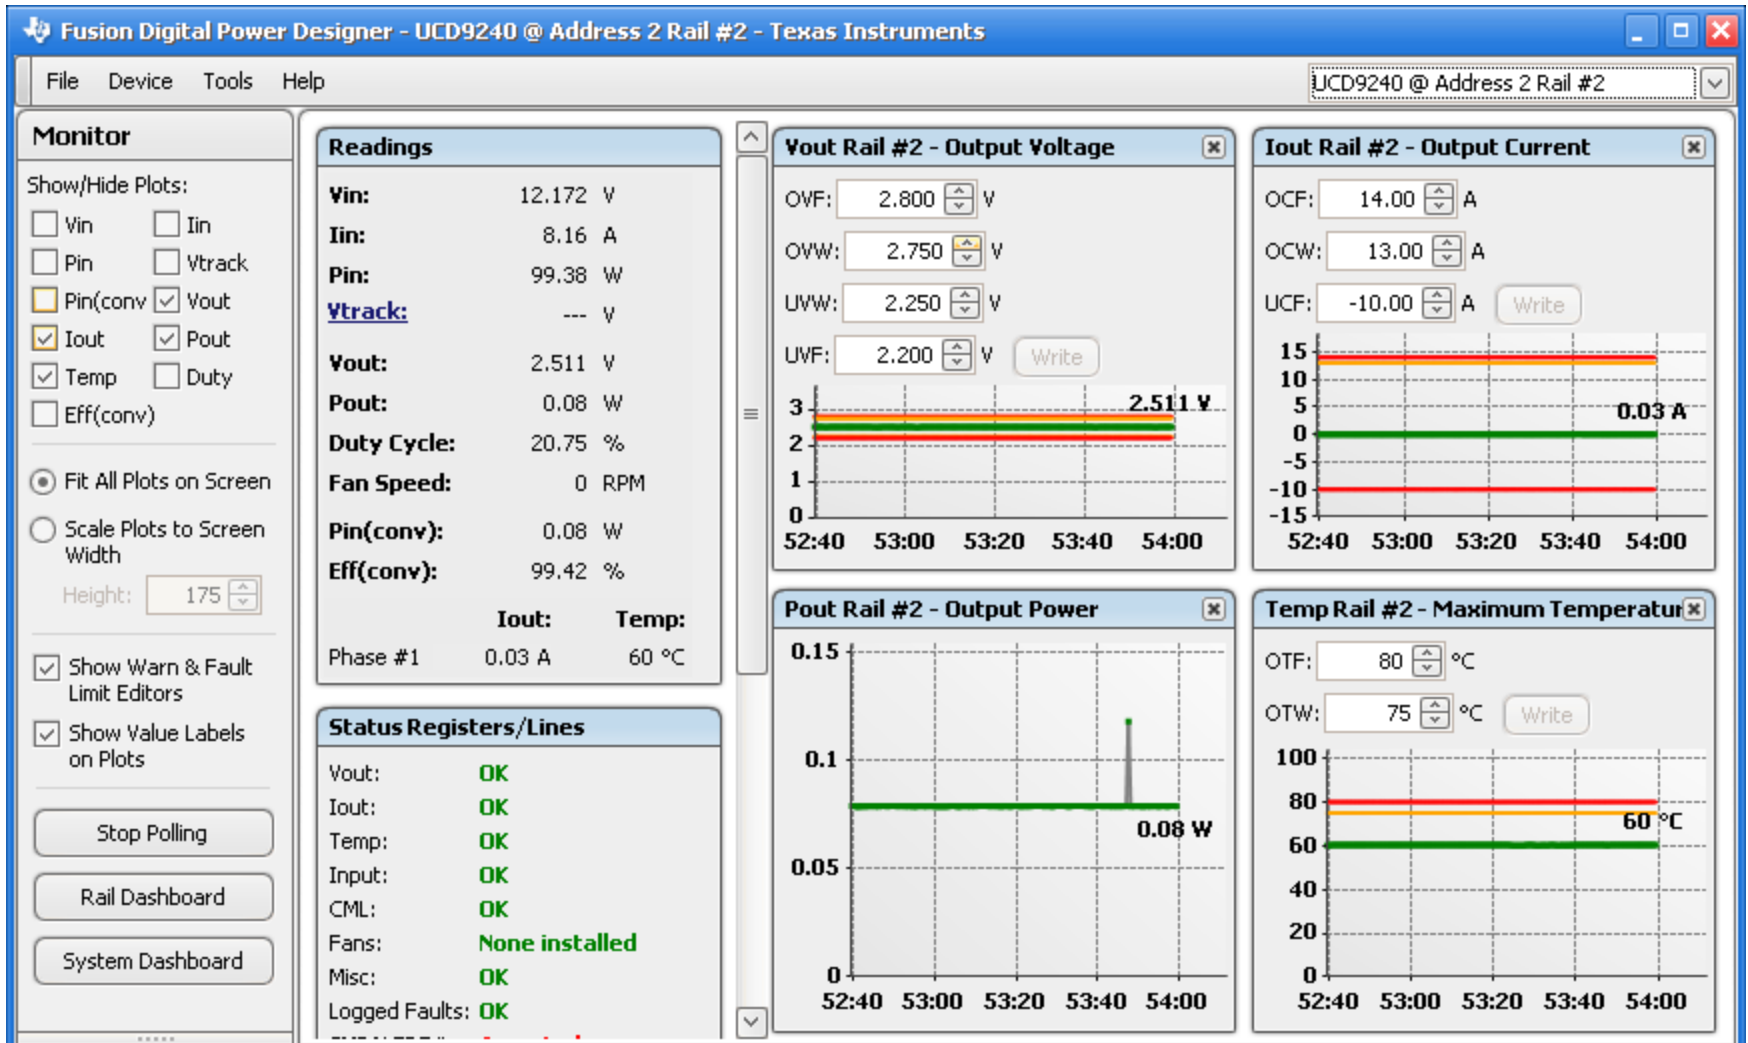 Fusion Digital Power Designer - UCD9240 @ Address 2 Rail #2 - Texas Instruments
File Device Tools Help
UCD9240 @ Address 2 Rail #2
Monitor
Show/Hide Plots:
Vin Iin
Pin Vtrack
Pin(conv Vout
Iout Pout
Temp Duty
Eff(conv)
Fit All Plots on Screen
Scale Plots to Screen
Width
Height: 175
Show Warn & Fault
Limit Editors
Show Value Labels
on Plots
Stop Polling
Rail Dashboard
System Dashboard
Readings
Vin: 12.172 V
Iin: 8.16 A
Pin: 99.38 W
Vtrack: --- V
Vout: 2.511 V
Pout: 0.08 W
Duty Cycle: 20.75 %
Fan Speed: 0 RPM
Pin(conv): 0.08 W
Eff(conv): 99.42 %
Iout: Temp:
Phase #1 0.03 A 60 °C
Status Registers/Lines
Vout: OK
Iout: OK
Temp: OK
Input: OK
CML: OK
Fans: None installed
Misc: OK
Logged Faults: OK
Vout Rail #2 - Output Voltage
OVF: 2.800 V
OVW: 2.750 V
UVW: 2.250 V
UVF: 2.200 V Write
3
2
1
0
2.511 V
52:40 53:00 53:20 53:40 54:00
Iout Rail #2 - Output Current
OCF: 14.00 A
OCW: 13.00 A
UCF: -10.00 A Write
15
10
5
0
-5
-10
-15
0.03 A
52:40 53:00 53:20 53:40 54:00
Pout Rail #2 - Output Power
0.15
0.1
0.05
0
0.08 W
52:40 53:00 53:20 53:40 54:00
Temp Rail #2 - Maximum Temperatur
OTF: 80 °C
OTW: 75 °C Write
100
80
60
40
20
0
60 °C
52:40 53:00 53:20 53:40 54:00